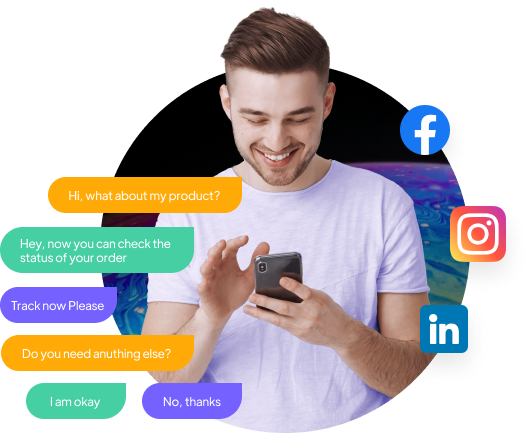 Hi, what about my product?
Hey, now you can check the
status of your order
Track now Please
Do you need anuthing else?
I am okay
No, thanks